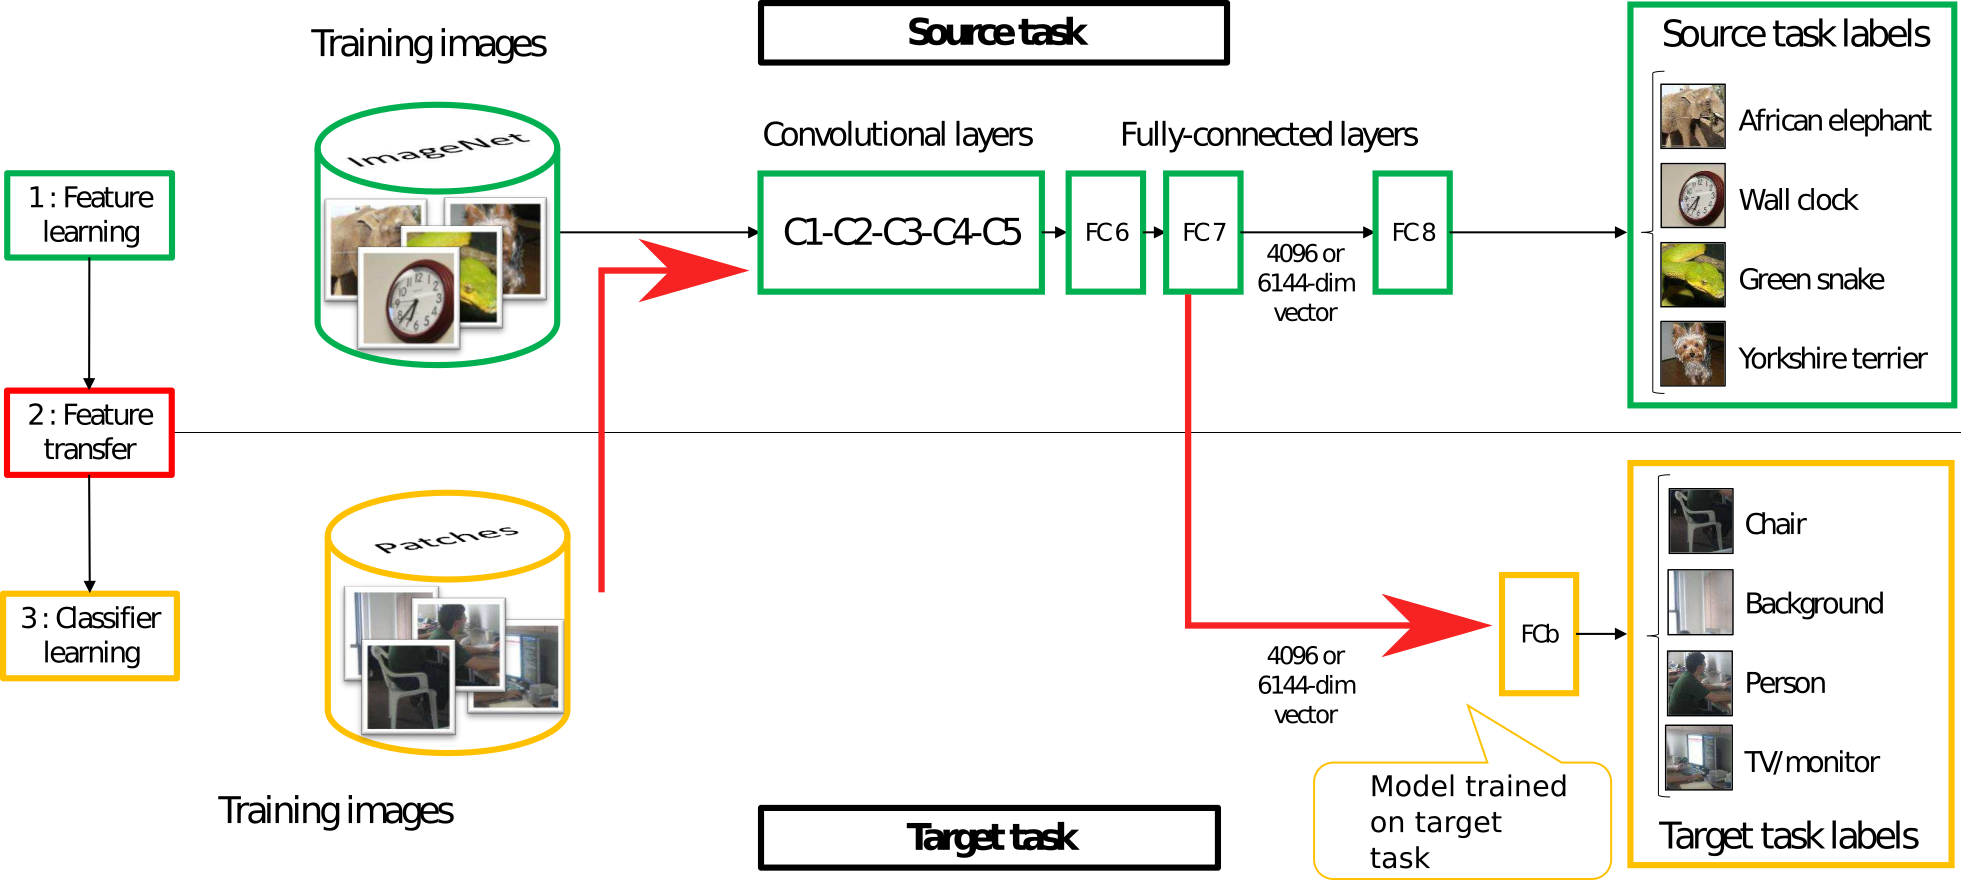 Source task
Training images
Source task labels
ImageNet
Convolutional layers
Fully-connected layers
African elephant
Wall clock
Green snake
Yorkshire terrier
1 : Feature
learning
C1-C2-C3-C4-C5
FC 6
FC 7
4096 or
6144-dim
vector
FC 8
2 : Feature
transfer
3 : Classifier
learning
Patches
Training images
4096 or
6144-dim
vector
FCb
Model trained
on target
task
Chair
Background
Person
TV/monitor
Target task labels
Target task